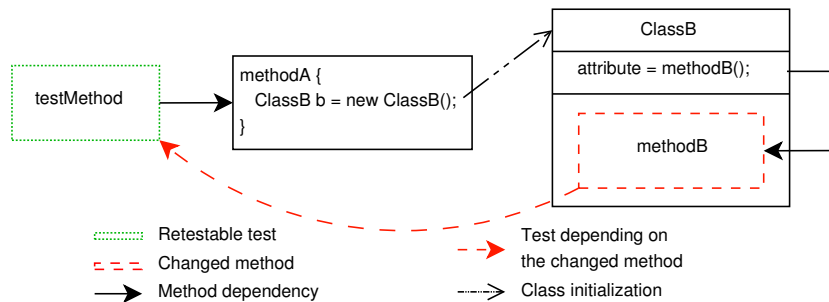 ClassB
attribute = methodB();
methodA {
ClassB b = new ClassB();
}
testMethod
methodB
Retestable test
Changed method
Method dependency
Test depending on
the changed method
Class initialization